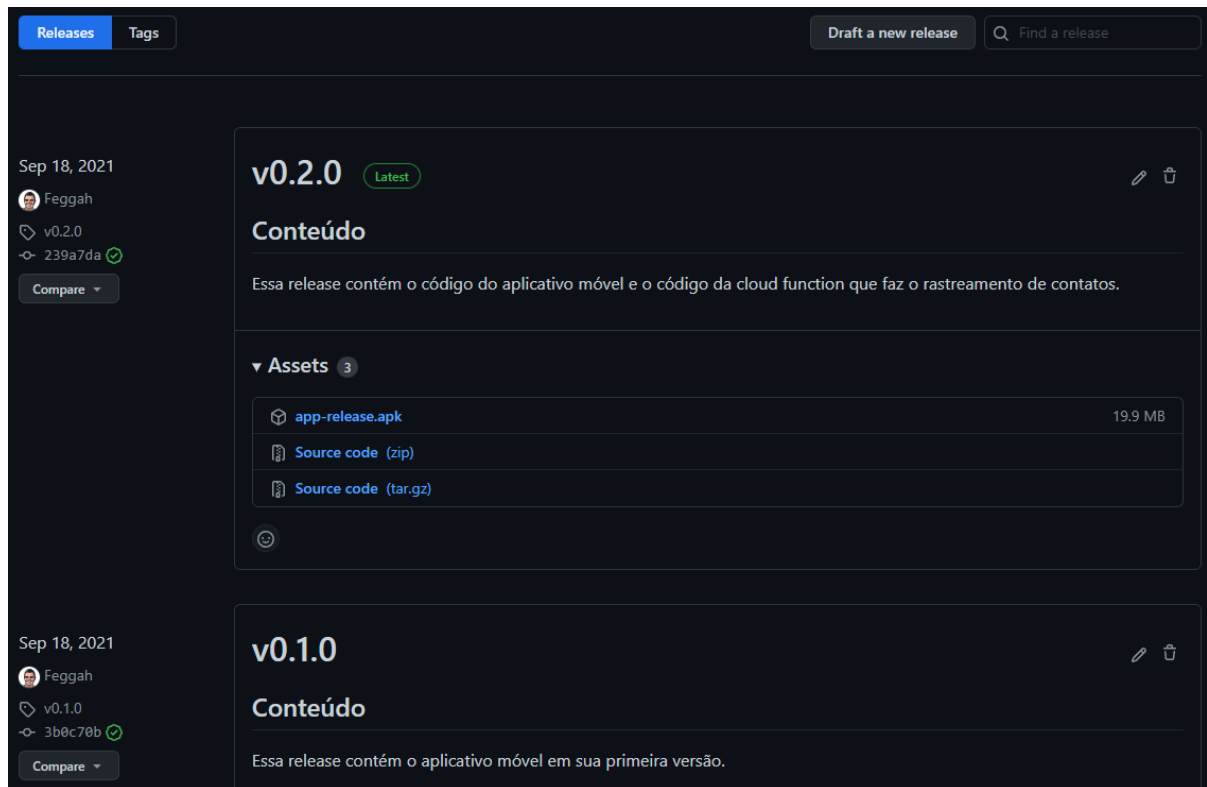 Releases Tags Draft a new release Find a release
Sep 18, 2021
Feggah
v0.2.0
239a7da
Compare
v0.2.0 Latest
Conteúdo
Essa release contém o código do aplicativo móvel e o código da cloud function que faz o rastreamento de contatos.
Assets 3
app-release.apk 19.9 MB
Source code (zip)
Source code (tar.gz)
Sep 18, 2021
Feggah
v0.1.0
3b0c70b
Compare
v0.1.0
Conteúdo
Essa release contém o aplicativo móvel em sua primeira versão.